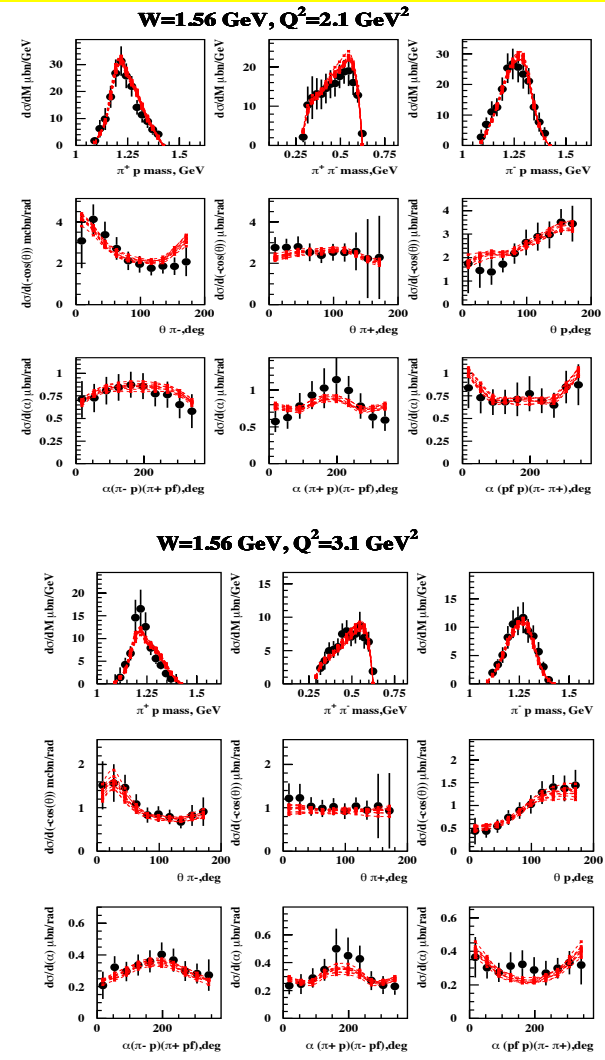 W=1.56 GeV, Q²=2.1 GeV²
dσ/dM μbn/GeV
30
20
10
0
1 1.25 1.5
π⁺ p mass, GeV
dσ/dM μbn/GeV
20
10
0
0.25 0.5 0.75
π⁺ π⁻ mass,GeV
dσ/dM μbn/GeV
30
20
10
0
1 1.25 1.5
π⁻ p mass, GeV
dσ/d(-cos(θ)) mcbn/rad
4
2
0
0 100 200
θ π-,deg
dσ/d(-cos(θ)) μbn/rad
4
2
0
0 100 200
θ π+,deg
dσ/d(-cos(θ)) μbn/rad
4
3
2
1
0
0 100 200
θ p,deg
dσ/d(α) μbn/rad
1
0.75
0.5
0.25
0
0 200
α(π- p)(π+ pf),deg
dσ/d(α) μbn/rad
1
0.5
0
0 200
α (π+ p)(π- pf),deg
dσ/d(α) μbn/rad
1
0.75
0.5
0.25
0
0 200
α (pf p)(π- π+),deg
W=1.56 GeV, Q²=3.1 GeV²
dσ/dM μbn/GeV
20
15
10
5
0
1 1.25 1.5
π⁺ p mass, GeV
dσ/dM μbn/GeV
15
10
5
0
0.25 0.5 0.75
π⁺ π⁻ mass,GeV
dσ/dM μbn/GeV
20
15
10
5
0
1 1.25 1.5
π⁻ p mass, GeV
dσ/d(-cos(θ)) mcbn/rad
2
1
0
0 100 200
θ π-,deg
dσ/d(-cos(θ)) μbn/rad
2
1
0
0 100 200
θ π+,deg
dσ/d(-cos(θ)) μbn/rad
2
1.5
1
0.5
0
0 100 200
θ p,deg
dσ/d(α) μbn/rad
0.6
0.4
0.2
0
0 200
α(π- p)(π+ pf),deg
dσ/d(α) μbn/rad
0.6
0.4
0.2
0
0 200
α (π+ p)(π- pf),deg
dσ/d(α) μbn/rad
0.6
0.4
0.2
0
0 200
α (pf p)(π- π+),deg